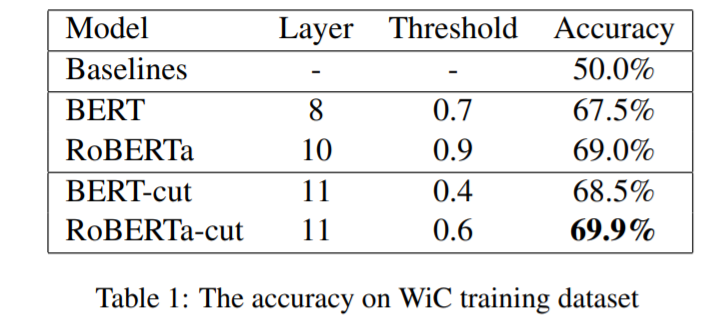 Model Layer Threshold Accuracy
Baselines - - 50.0%
BERT 8 0.7 67.5%
RoBERTa 10 0.9 69.0%
BERT-cut 11 0.4 68.5%
RoBERTa-cut 11 0.6 69.9%
Table 1: The accuracy on WiC training dataset